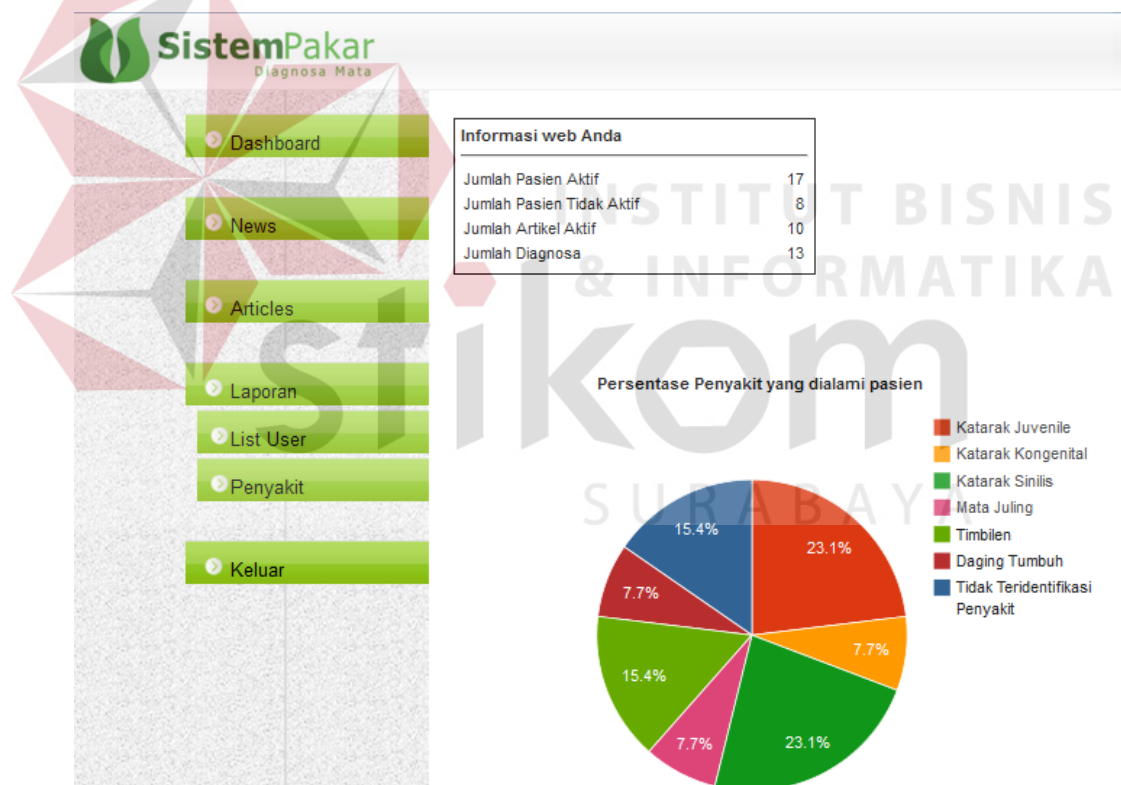 SistemPakar
Diagnosa Mata
Dashboard
News
Articles
Laporan
List User
Penyakit
Keluar
Informasi web Anda
Jumlah Pasien Aktif 17
Jumlah Pasien Tidak Aktif 8
Jumlah Artikel Aktif 10
Jumlah Diagnosa 13
INSTITUT BISNIS
& INFORMATIKA
stikom
SURABAYA
Persentase Penyakit yang dialami pasien
Katarak Juvenile
Katarak Kongenital
Katarak Sinilis
Mata Juling
Timbilen
Daging Tumbuh
Tidak Teridentifikasi
Penyakit
15.4%
23.1%
7.7%
7.7%
15.4%
7.7%
23.1%